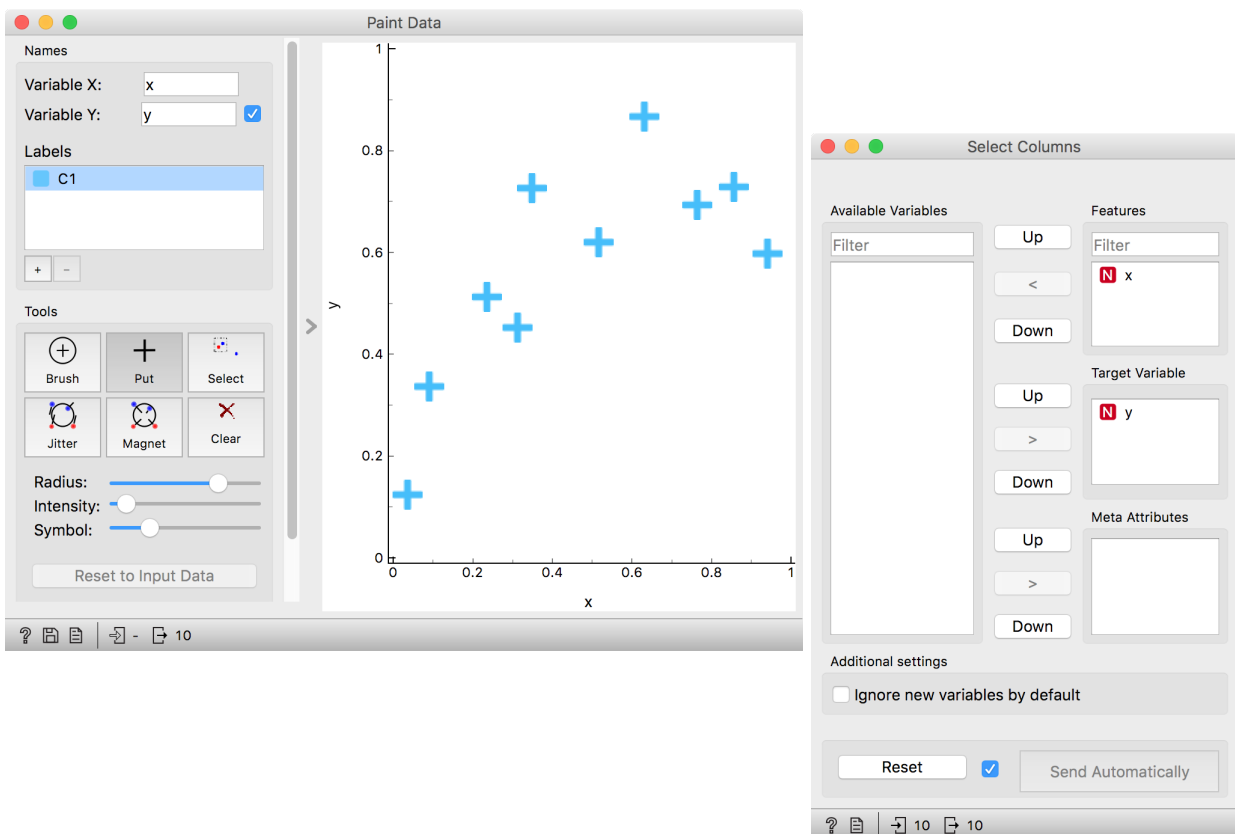 Paint Data
Names
Variable X: x
Variable Y: y
Labels
C1
+ -
Tools
Brush Put Select
Jitter Magnet Clear
Radius:
Intensity:
Symbol:
Reset to Input Data
? - 10
1
0.8
0.6
0.4
0.2
0
y
0 0.2 0.4 0.6 0.8 1
x
Select Columns
Available Variables
Filter
Up
<
Down
Features
Filter
N x
Up
>
Down
Target Variable
N y
Up
>
Down
Meta Attributes
Additional settings
Ignore new variables by default
Reset Send Automatically
? 10 10